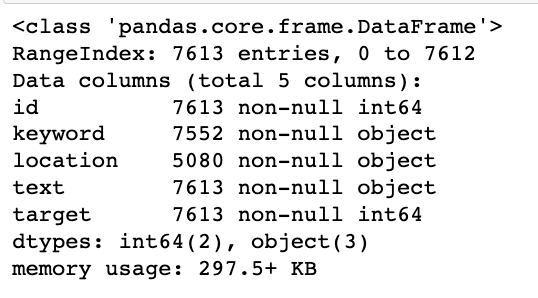 <class 'pandas.core.frame.DataFrame'>
RangeIndex: 7613 entries, 0 to 7612
Data columns (total 5 columns):
id          7613 non-null int64
keyword     7552 non-null object
location    5080 non-null object
text        7613 non-null object
target      7613 non-null int64
dtypes: int64(2), object(3)
memory usage: 297.5+ KB